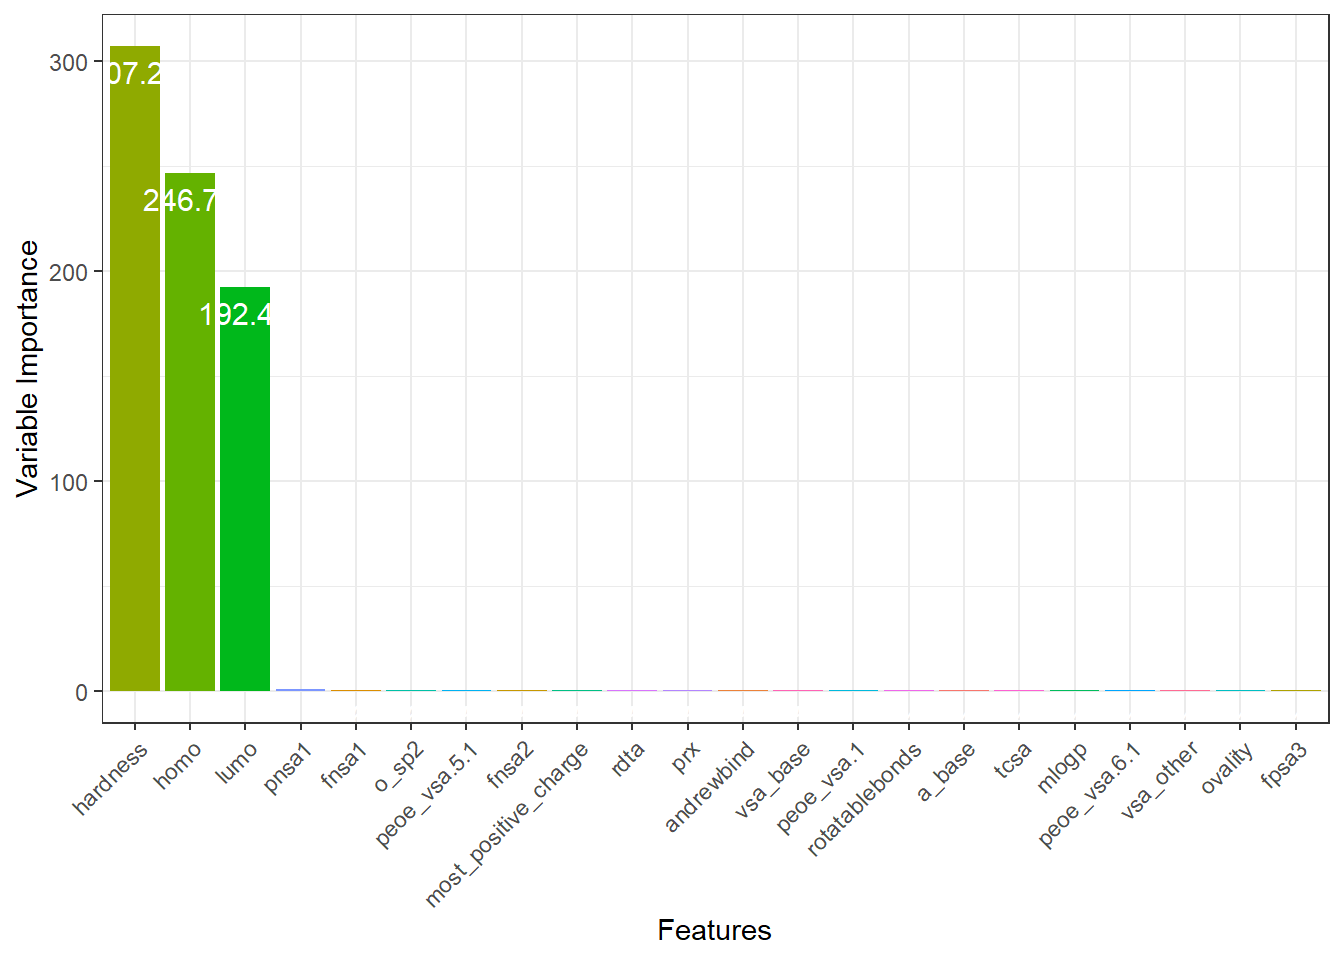 300
200
100
0
Variable Importance
07.2
246.7
192.4
hardness
homo
lumo
pnsa1
fnsa1
o_sp2
peoe_vsa.5.1
fnsa2
most_positive_charge
rdta
prx
andrewbind
vsa_base
peoe_vsa.1
rotatablebonds
a_base
tcsa
mlogp
peoe_vsa.6.1
vsa_other
ovality
fpsa3
Features